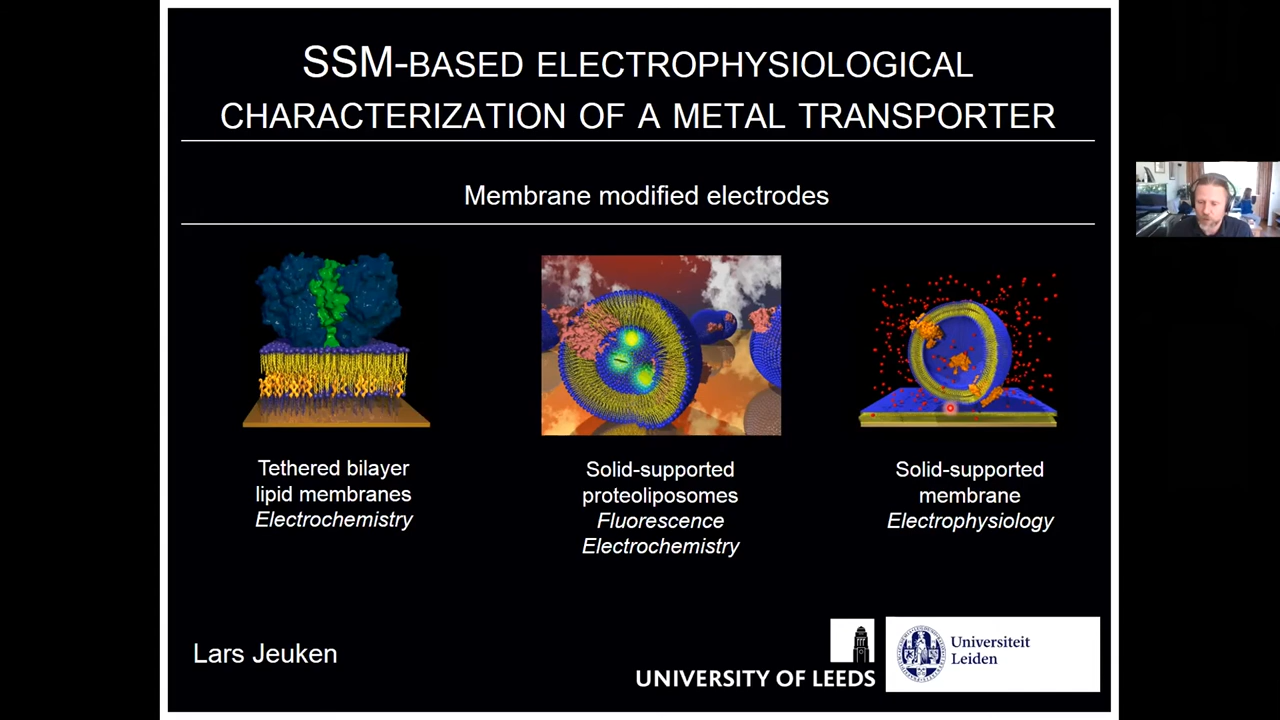 SSM-BASED ELECTROPHYSIOLOGICAL
CHARACTERIZATION OF A METAL TRANSPORTER
Membrane modified electrodes
Tethered bilayer
lipid membranes
Electrochemistry
Solid-supported
proteoliposomes
Fluorescence
Electrochemistry
Solid-supported
membrane
Electrophysiology
Lars Jeuken
UNIVERSITY OF LEEDS
Universiteit
Leiden